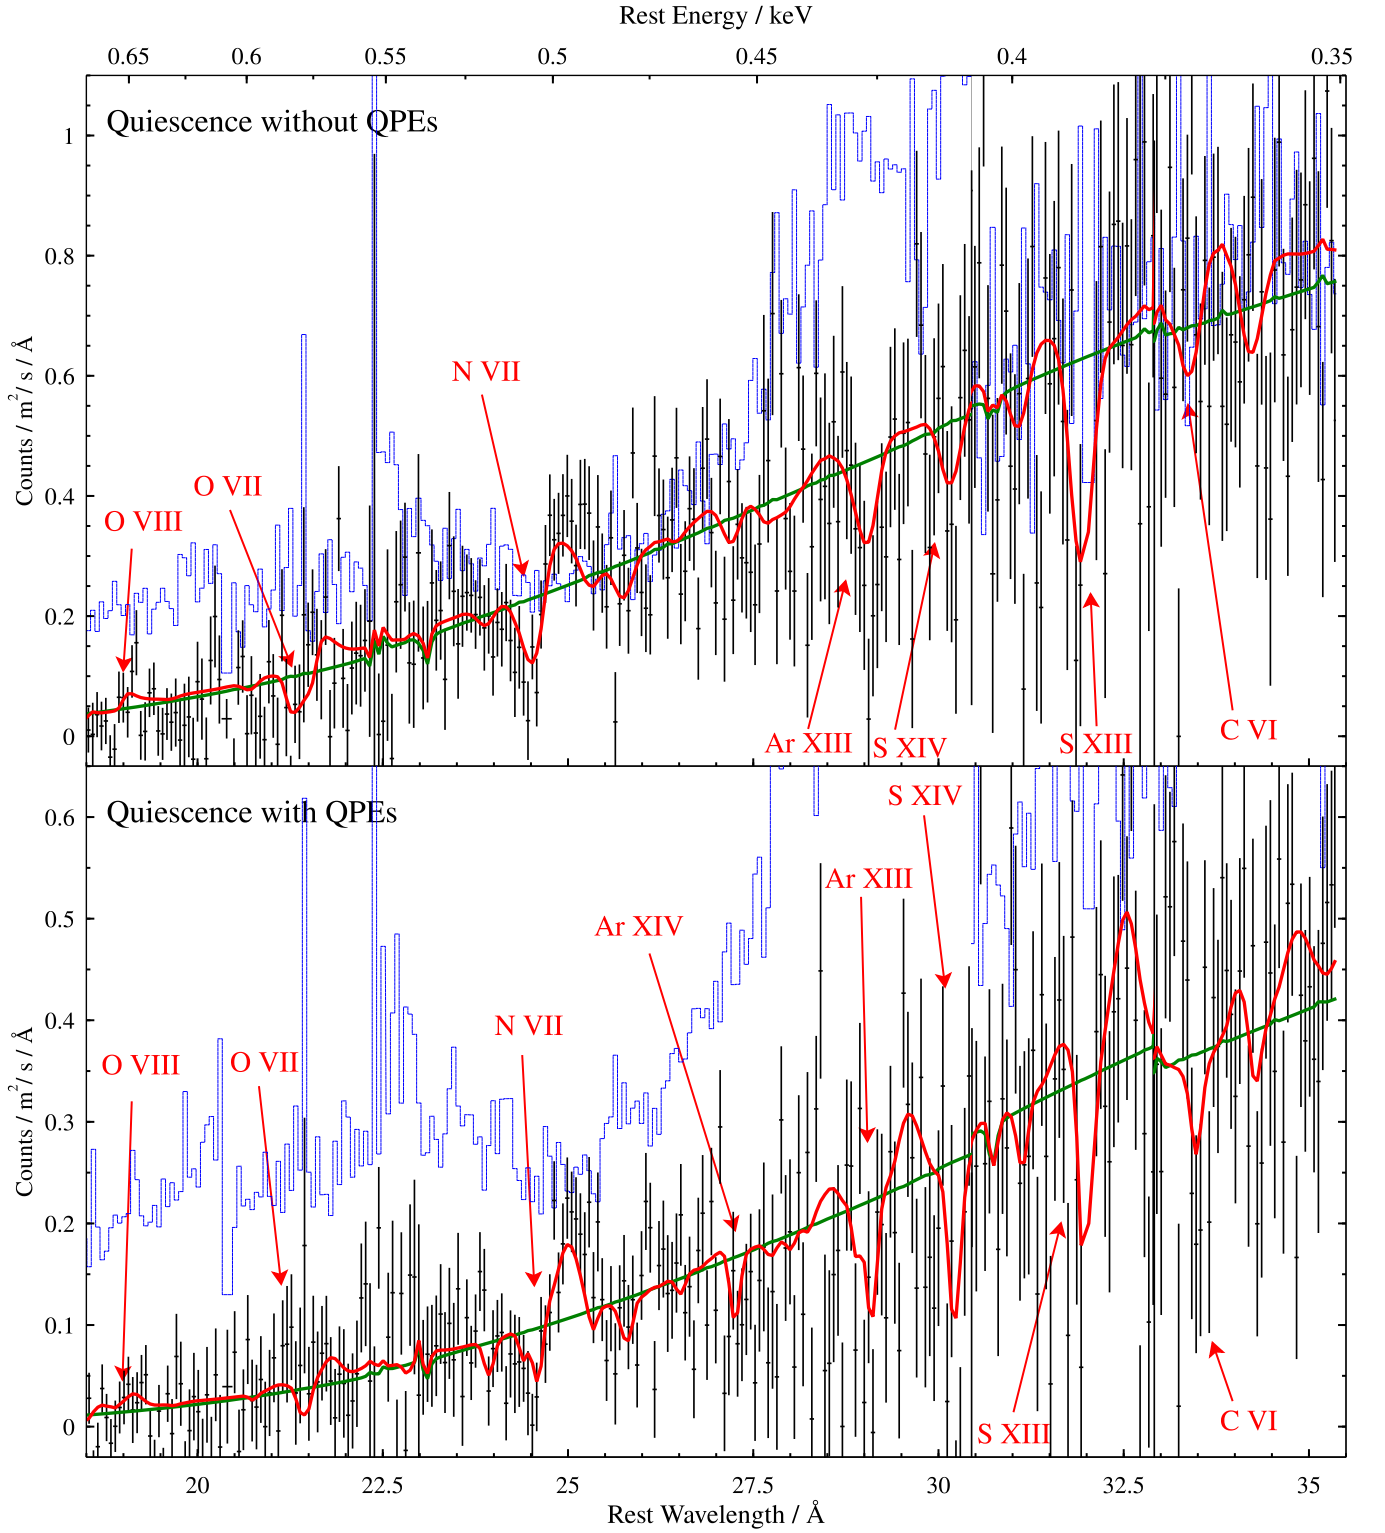 Rest Energy / keV
0.65 0.6 0.55 0.5 0.45 0.4 0.35
Quiescence without QPEs
1
0.8
0.6
0.4
0.2
0
Counts / m2/ s / Å
N VII
O VII
O VIII
Ar XIII
S XIV
S XIII
C VI
Quiescence with QPEs
0.6
0.5
0.4
0.3
0.2
0.1
0
Counts / m2/ s / Å
S XIV
Ar XIII
Ar XIV
N VII
O VIII
O VII
S XIII
C VI
20 22.5 25 27.5 30 32.5 35
Rest Wavelength / Å